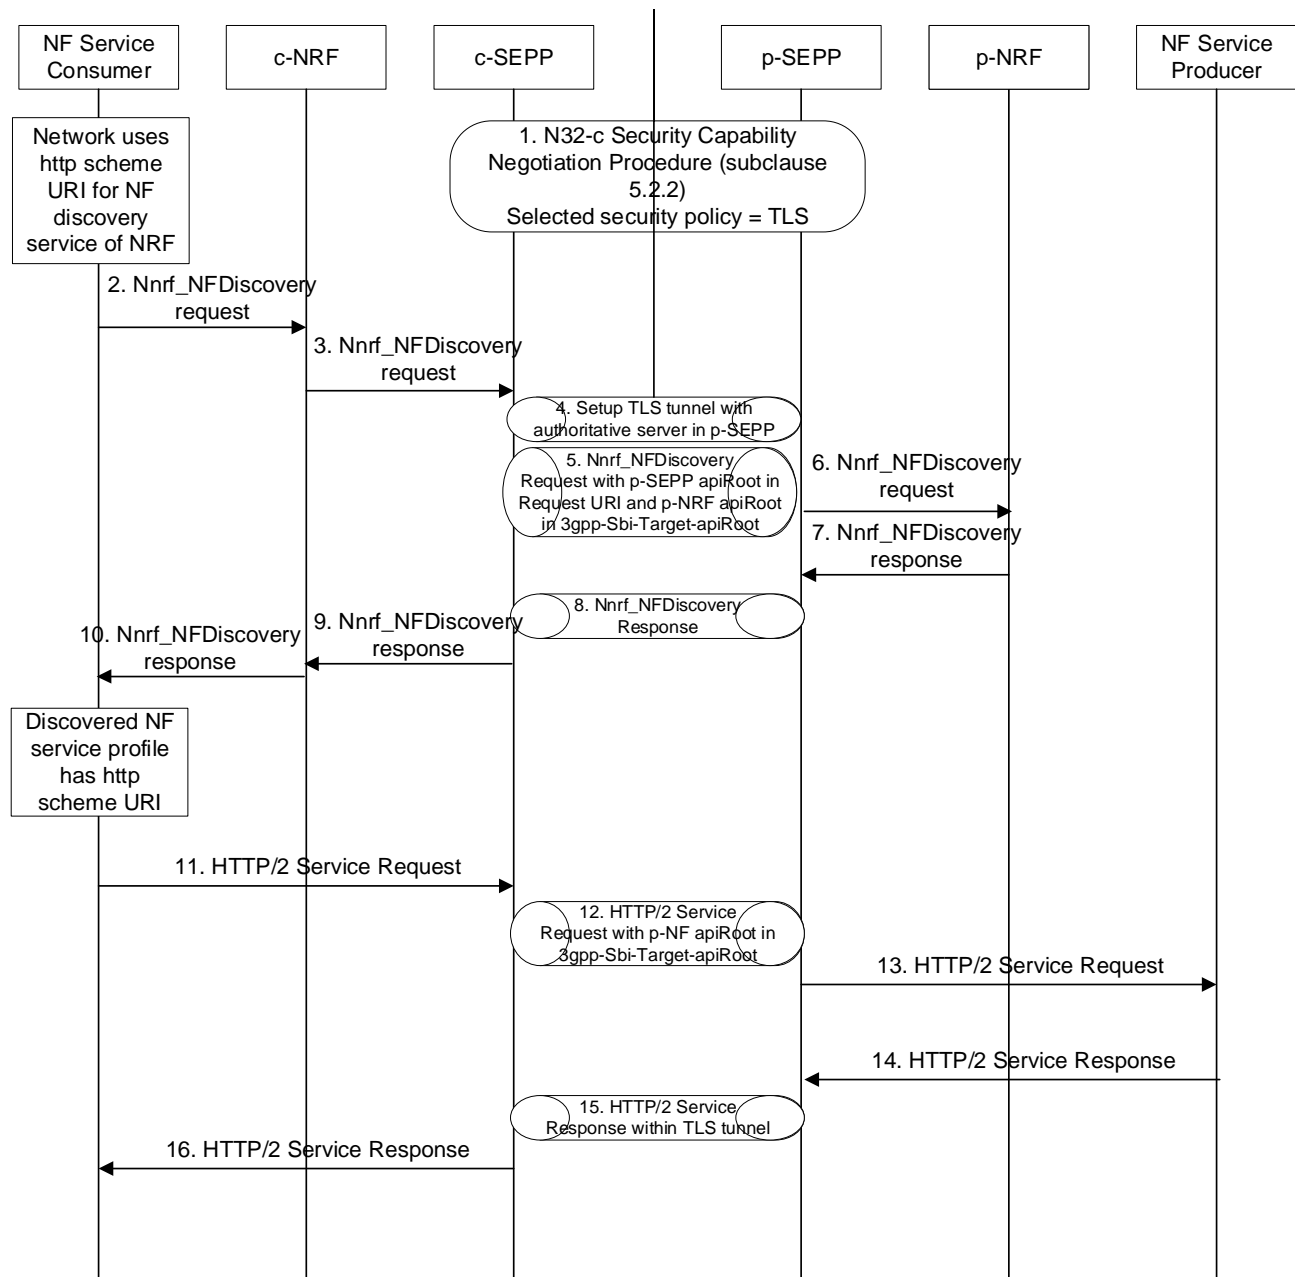 NF Service
Consumer
c-NRF
c-SEPP
p-SEPP
p-NRF
NF Service
Producer
Network uses
http scheme
URI for NF
discovery
service of NRF
1. N32-c Security Capability
Negotiation Procedure (subclause
5.2.2)
Selected security policy = TLS
2. Nnrf_NFDiscovery
request
3. Nnrf_NFDiscovery
request
4. Setup TLS tunnel with
authoritative server in p-SEPP
5. Nnrf_NFDiscovery
Request with p-SEPP apiRoot in
Request URI and p-NRF apiRoot
in 3gpp-Sbi-Target-apiRoot
6. Nnrf_NFDiscovery
request
7. Nnrf_NFDiscovery
response
8. Nnrf_NFDiscovery
Response
9. Nnrf_NFDiscovery
response
10. Nnrf_NFDiscovery
response
Discovered NF
service profile
has http
scheme URI
11. HTTP/2 Service Request
12. HTTP/2 Service
Request with p-NF apiRoot in
3gpp-Sbi-Target-apiRoot
13. HTTP/2 Service Request
14. HTTP/2 Service Response
15. HTTP/2 Service
Response within TLS tunnel
16. HTTP/2 Service Response